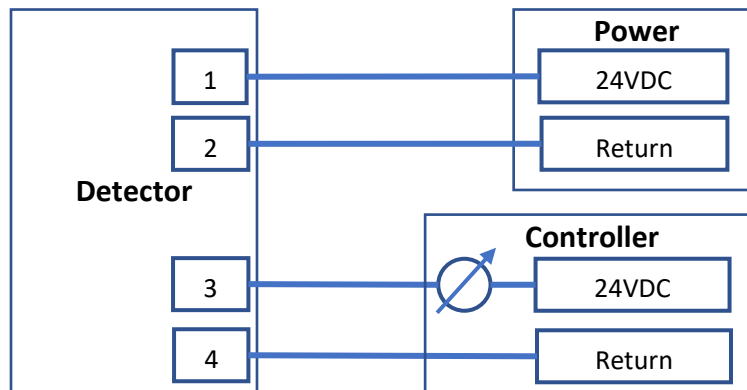 Power
1
24VDC
2
Return
Detector
Controller
3
24VDC
4
Return